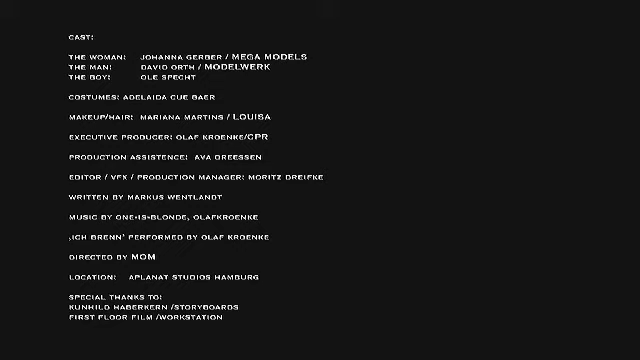 CAST:
THE WOMAN: JOHANNA GERBER / MEGA MODELS
THE MAN: DAVID ORTH / MODELWERK
THE BOY: OLE SPECHT
COSTUMES: ADELAIDA CUE BAER
MAKEUP/HAIR: MARIANA MARTINS / LOUISA
EXECUTIVE PRODUCER: OLAF KROENKE/CPR
PRODUCTION ASSISTENCE: AVA DREESSEN
EDITOR / VFX / PRODUCTION MANAGER: MORITZ DREIFKE
WRITTEN BY MARKUS WENTLANDT
MUSIC BY ONE-IS-BLONDE, OLAFKROENKE
‚ICH BRENN' PERFORMED BY OLAF KROENKE
DIRECTED BY MOM
LOCATION: APLANAT STUDIOS HAMBURG
SPECIAL THANKS TO:
KUNHILD HABERKERN /STORYBOARDS
FIRST FLOOR FILM /WORKSTATION